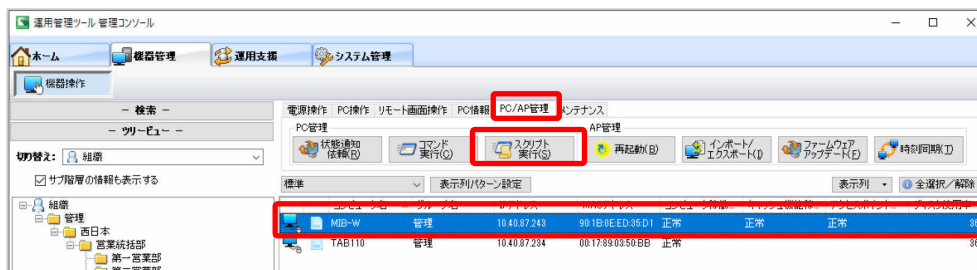 運用管理ツール 管理コンソール
ホーム 機器管理 運用支援 システム管理
機器操作
− 検索 −
− ツリービュー −
切り替え: 組織
サブ階層の情報も表示する
組織
管理
西日本
営業統括部
第一営業部
電源操作 PC操作 リモート画面操作 PC情報 PC/AP管理 メンテナンス
PC管理 AP管理
状態通知依頼(R) コマンド実行(C) スクリプト実行(S) 再起動(B) インポート/エクスポート(I) ファームウェアアップデート(F) 時刻同期(T)
標準 表示列パターン設定 表示列 全選択/解除
MIB-W 管理 10.40.87.243 90:1B:0E:ED:35:D1 正常 正常 正常 36
TAB110 管理 10.40.87.234 00:17:89:03:50:BB 正常 36